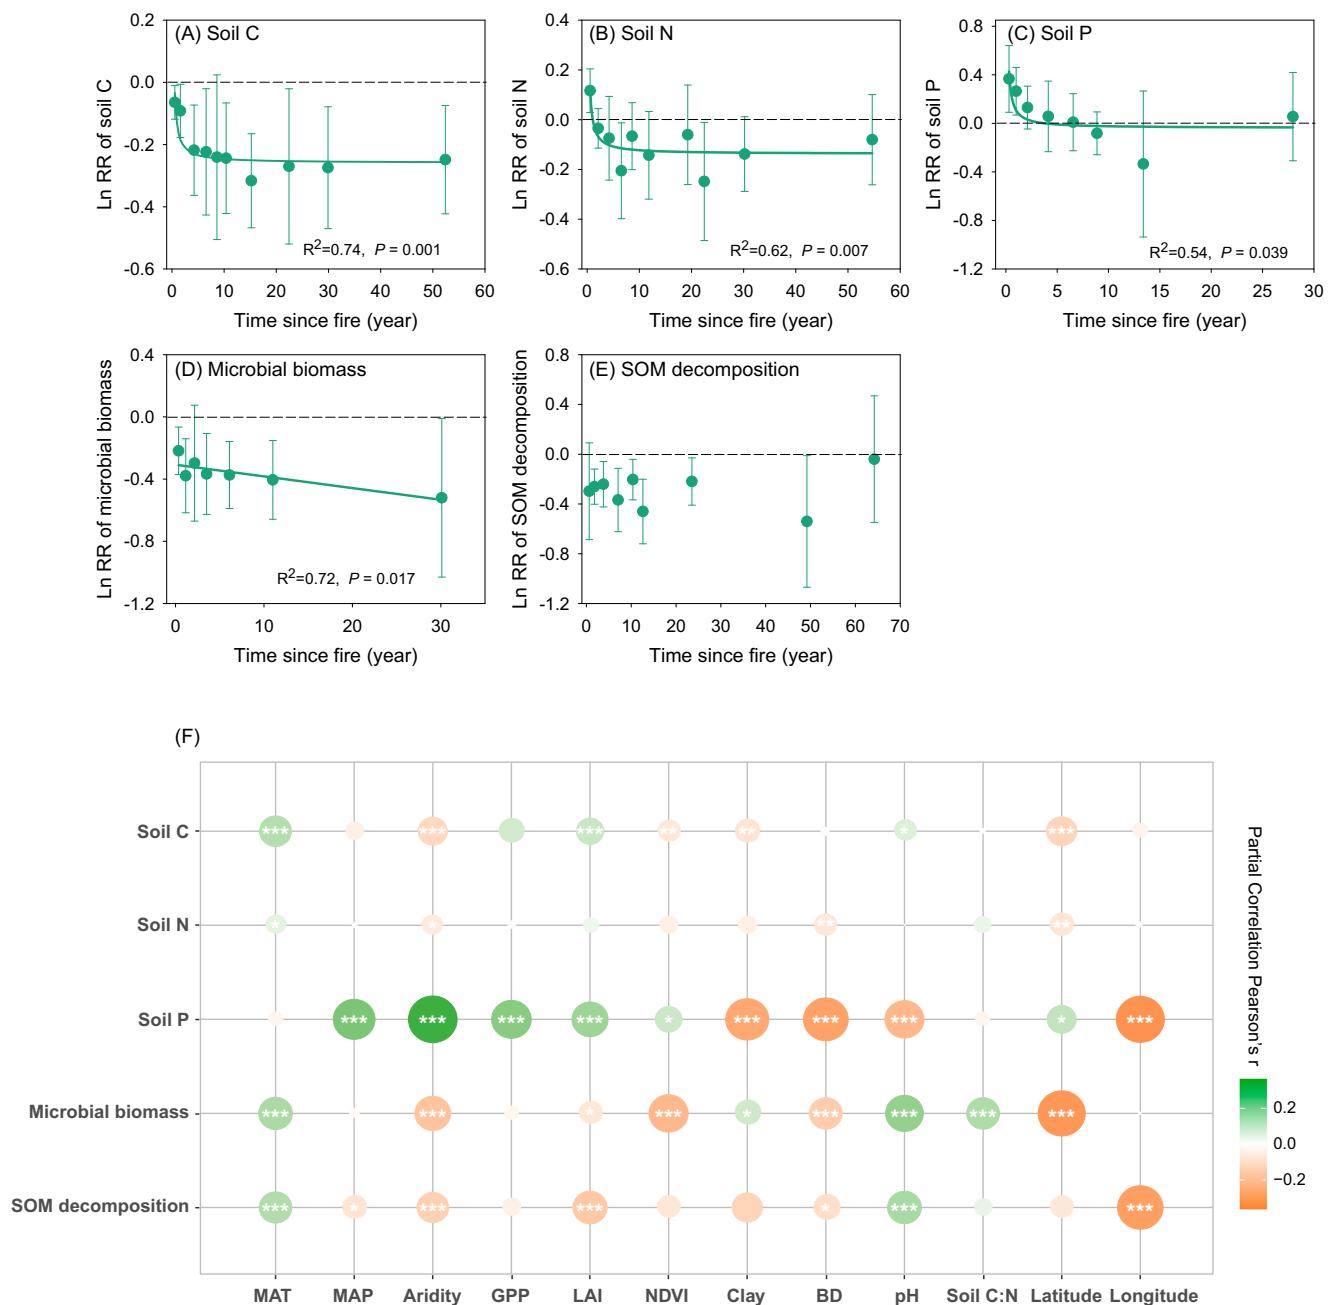 (A) Soil C
Ln RR of soil C
0.2
0.0
-0.2
-0.4
-0.6
R2=0.74, P = 0.001
0 10 20 30 40 50 60
Time since fire (year)
(B) Soil N
Ln RR of soil N
0.4
0.2
0.0
-0.2
-0.4
-0.6
R2=0.62, P = 0.007
0 10 20 30 40 50 60
Time since fire (year)
(C) Soil P
Ln RR of soil P
0.8
0.4
0.0
-0.4
-0.8
-1.2
R2=0.54, P = 0.039
0 5 10 15 20 25 30
Time since fire (year)
(D) Microbial biomass
Ln RR of microbial biomass
0.4
0.0
-0.4
-0.8
-1.2
R2=0.72, P = 0.017
0 10 20 30
Time since fire (year)
(E) SOM decomposition
Ln RR of SOM decomposition
0.8
0.4
0.0
-0.4
-0.8
-1.2
0 10 20 30 40 50 60 70
Time since fire (year)
(F)
Soil C *** *** *** ** ** * ***
Soil N * * ** **
Soil P *** *** *** *** * *** *** *** * ***
Microbial biomass *** *** * *** * *** *** *** ***
SOM decomposition *** * *** *** * *** ***
MAT MAP Aridity GPP LAI NDVI Clay BD pH Soil C:N Latitude Longitude
Partial Correlation Pearson's r
0.2
0.0
−0.2